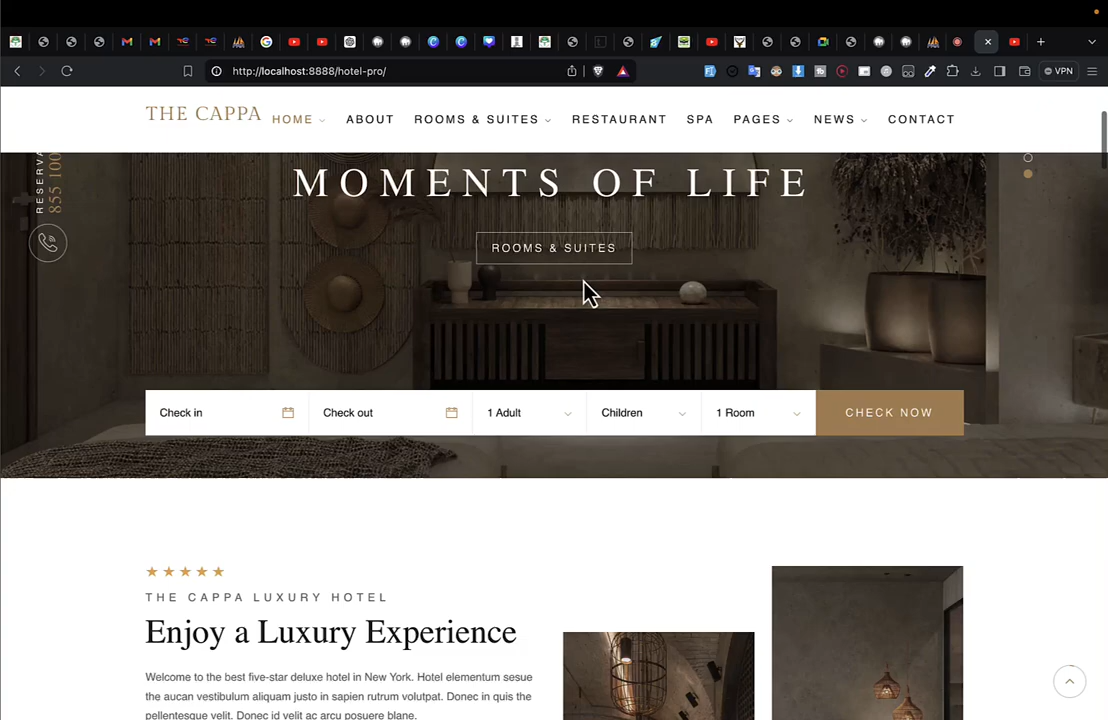 http://localhost:8888/hotel-pro/
VPN
THE CAPPA
HOME ABOUT ROOMS & SUITES RESTAURANT SPA PAGES NEWS CONTACT
855 100
MOMENTS OF LIFE
ROOMS & SUITES
Check in Check out 1 Adult Children 1 Room CHECK NOW
THE CAPPA LUXURY HOTEL
Enjoy a Luxury Experience
Welcome to the best five-star deluxe hotel in New York. Hotel elementum sesue
the aucan vestibulum aliquam justo in sapien rutrum volutpat. Donec in quis the
pellentesque velit. Donec id velit ac arcu posuere blane.